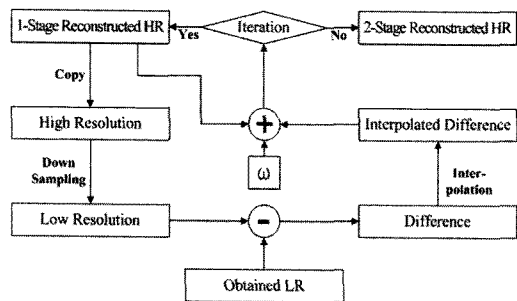 1-Stage Reconstructed HR
Iteration
2-Stage Reconstructed HR
Yes
No
Copy
High Resolution
+
Interpolated Difference
Down
Sampling
ω
Inter-
polation
Low Resolution
-
Difference
Obtained LR